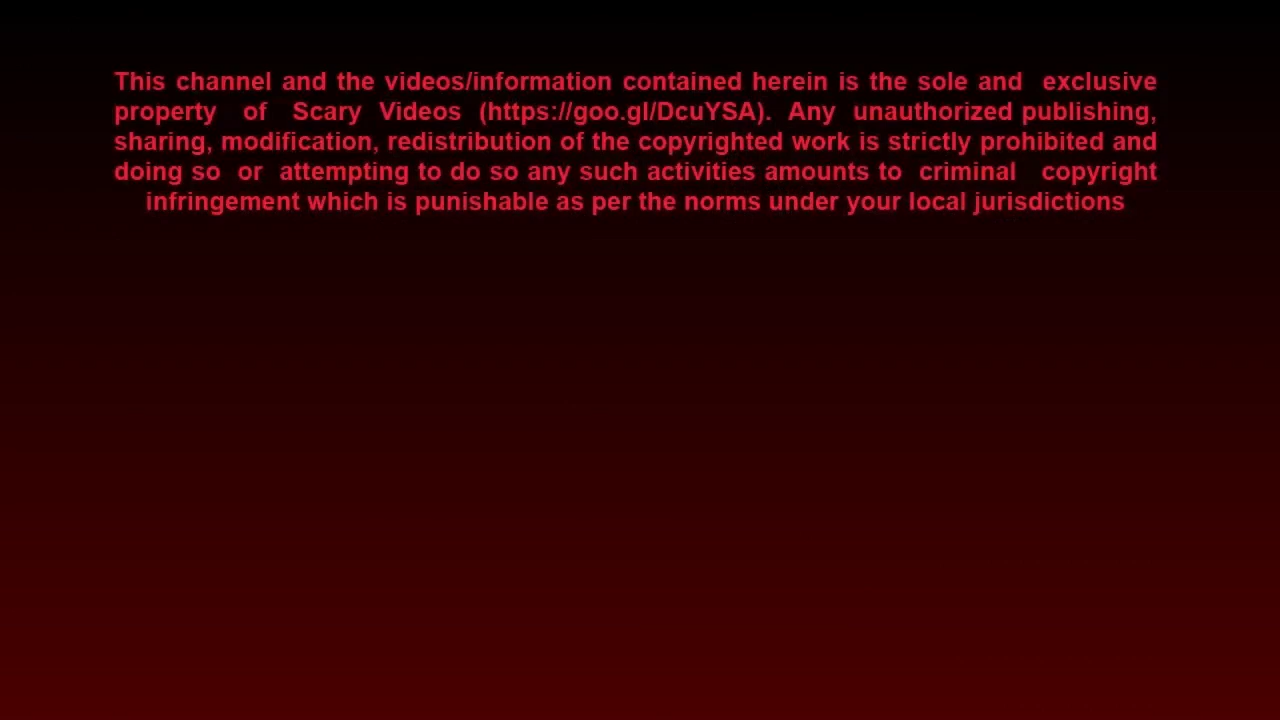 This channel and the videos/information contained herein is the sole and exclusive
property of Scary Videos (https://goo.gl/DcuYSA). Any unauthorized publishing,
sharing, modification, redistribution of the copyrighted work is strictly prohibited and
doing so or attempting to do so any such activities amounts to criminal copyright
infringement which is punishable as per the norms under your local jurisdictions